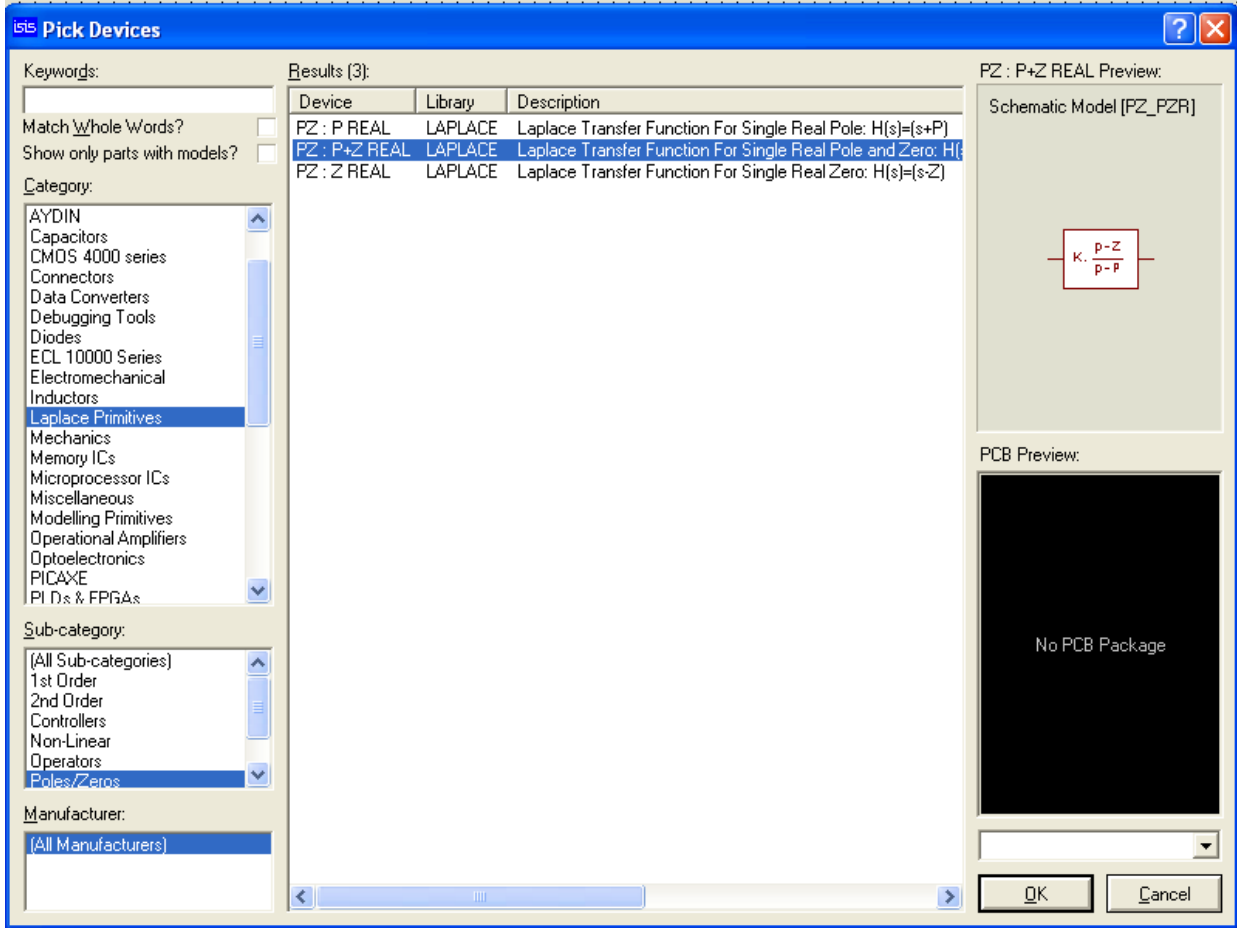 isis Pick Devices
Keywords:
Match Whole Words?
Show only parts with models?
Category:
AYDIN
Capacitors
CMOS 4000 series
Connectors
Data Converters
Debugging Tools
Diodes
ECL 10000 Series
Electromechanical
Inductors
Laplace Primitives
Mechanics
Memory ICs
Microprocessor ICs
Miscellaneous
Modelling Primitives
Operational Amplifiers
Optoelectronics
PICAXE
PLDs & FPGAs
Sub-category:
(All Sub-categories)
1st Order
2nd Order
Controllers
Non-Linear
Operators
Poles/Zeros
Manufacturer:
(All Manufacturers)
Results (3):
Device Library Description
PZ : P REAL LAPLACE Laplace Transfer Function For Single Real Pole: H(s)=(s+P)
PZ : P+Z REAL LAPLACE Laplace Transfer Function For Single Real Pole and Zero: H(s
PZ : Z REAL LAPLACE Laplace Transfer Function For Single Real Zero: H(s)=(s-Z)
PZ : P+Z REAL Preview:
Schematic Model [PZ_PZR]
K. p-Z
p-P
PCB Preview:
No PCB Package
OK Cancel